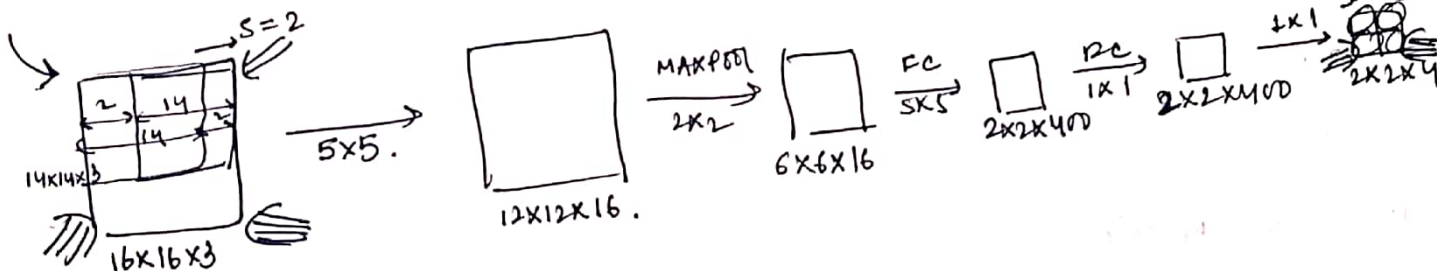 S=2
2 14
14 2
14x14x3
16x16x3
5x5.
12x12x16.
MAXPOOL
2x2
6x6x16
FC
5x5
2x2x400
FC
1x1
2x2x400
1x1
2x2x4